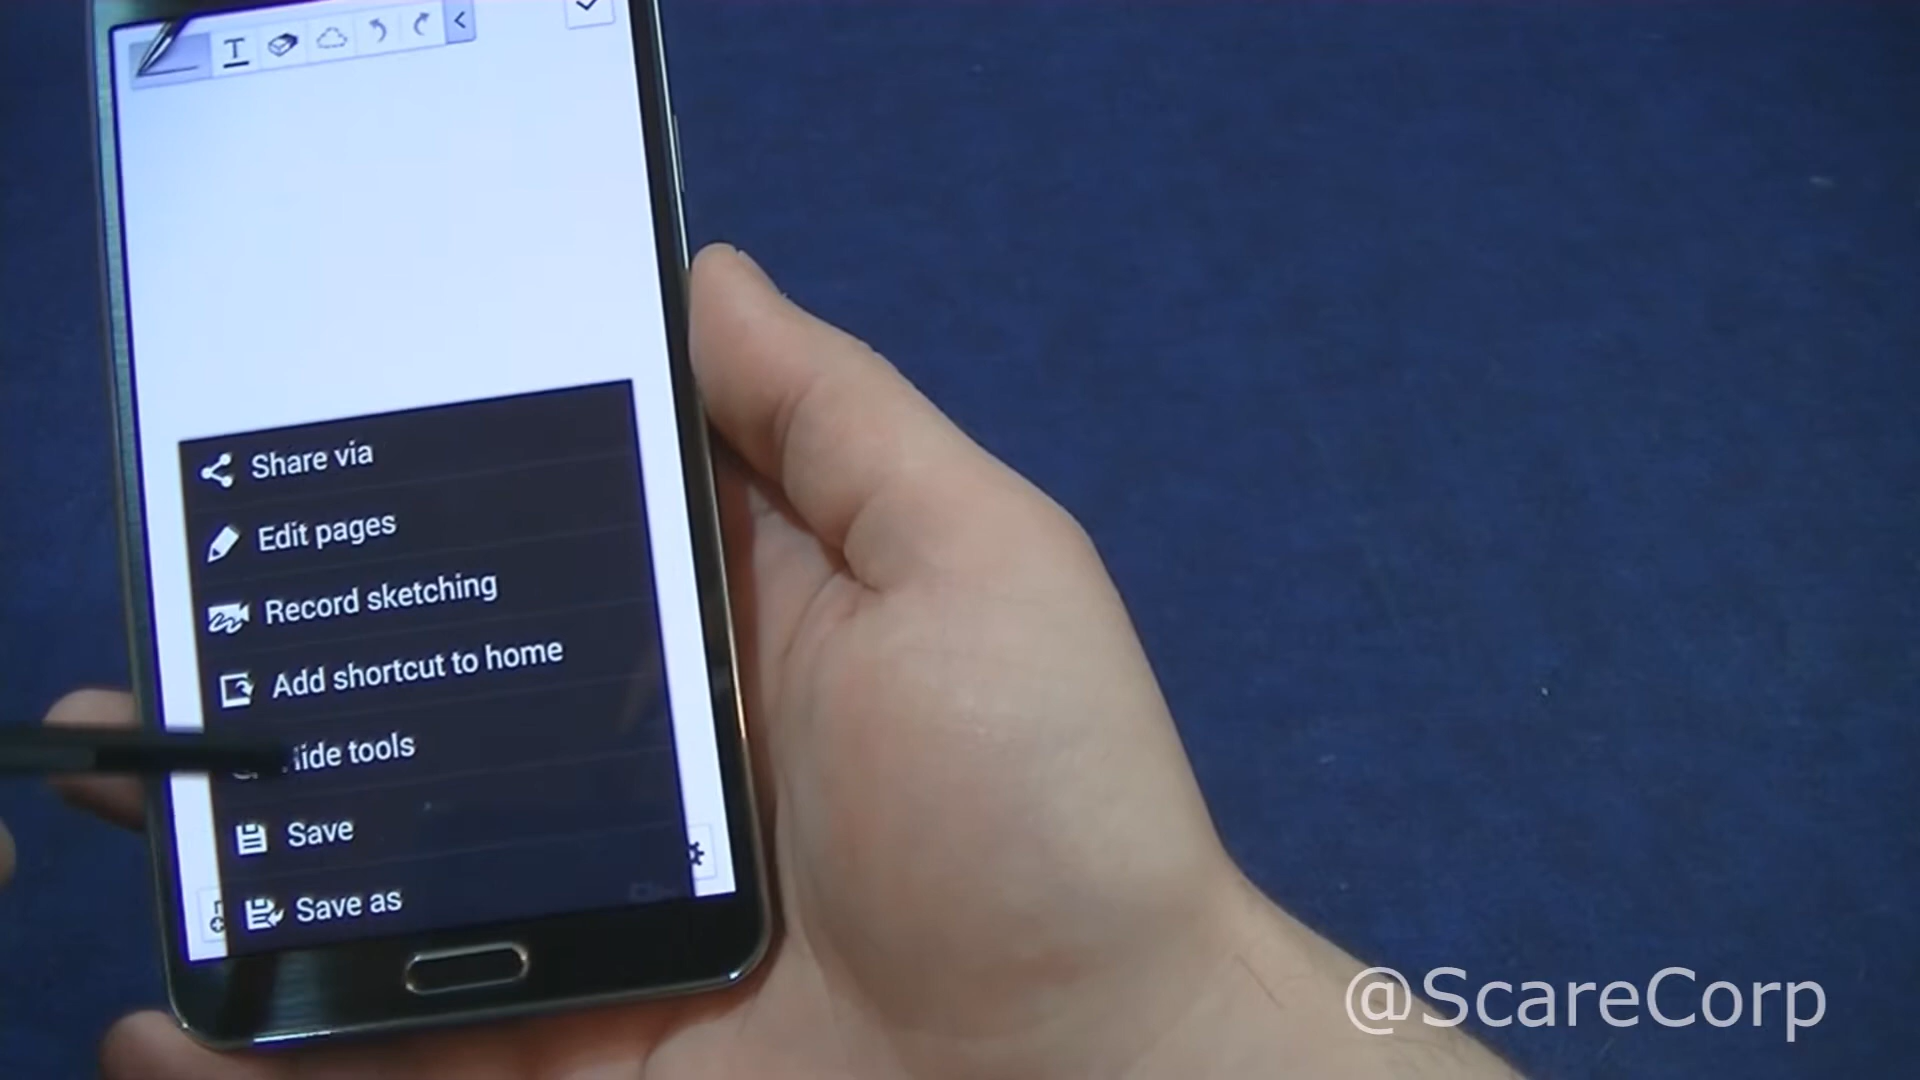 T
Share via
Edit pages
Record sketching
Add shortcut to home
Hide tools
Save
Save as
@ScareCorp